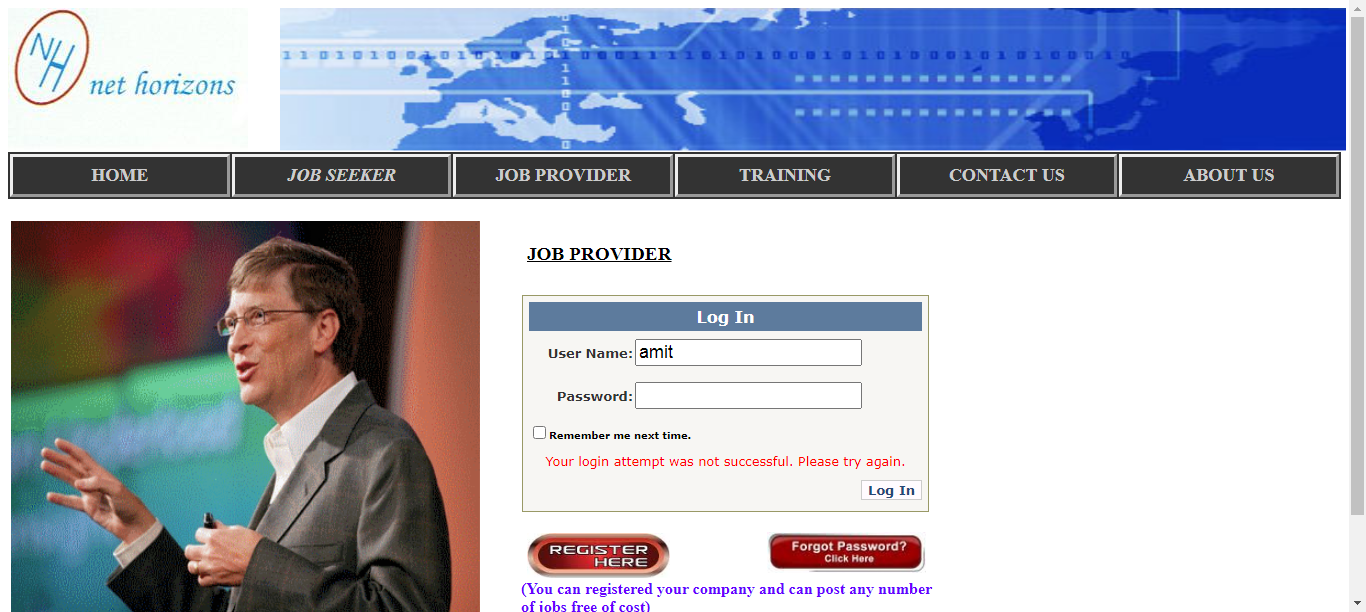 NH net horizons
HOME JOB SEEKER JOB PROVIDER TRAINING CONTACT US ABOUT US
JOB PROVIDER
Log In
User Name: amit
Password:
Remember me next time.
Your login attempt was not successful. Please try again.
Log In
REGISTER
HERE
Forgot Password?
Click Here
(You can registered your company and can post any number
of jobs free of cost)